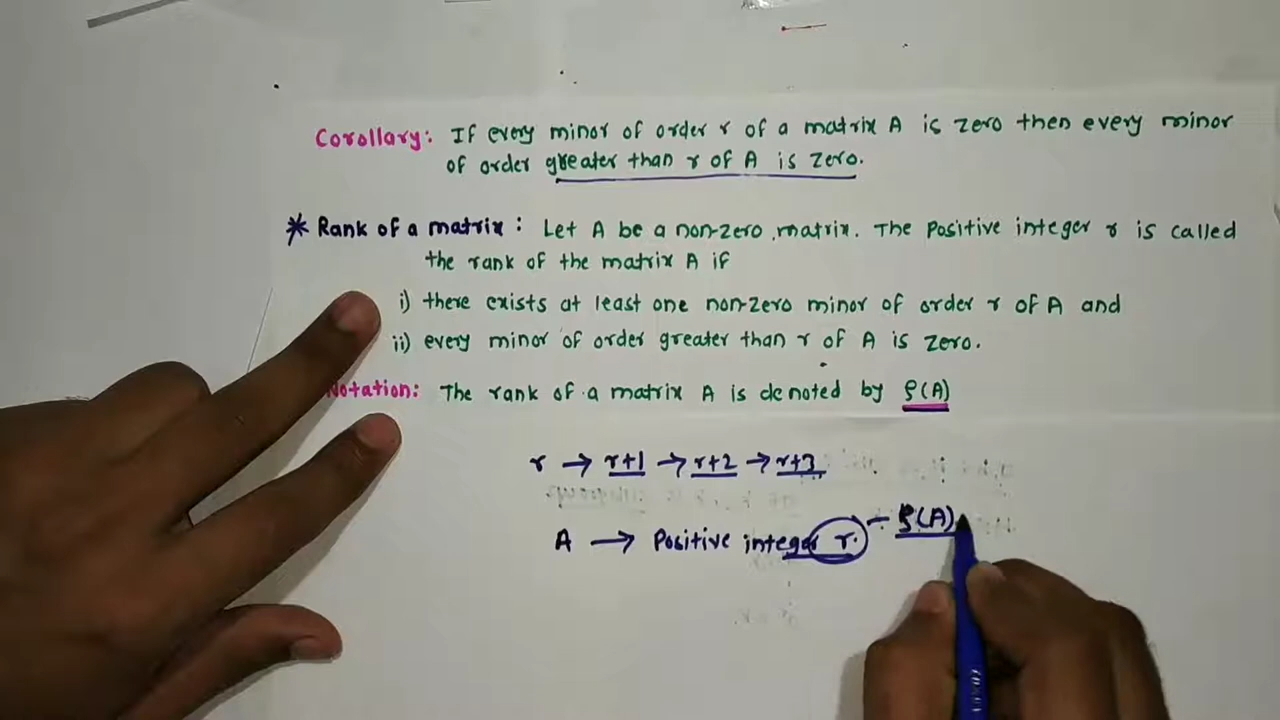 Corollary: If every minor of order r of a matrix A is zero then every minor
of order greater than r of A is zero.
* Rank of a matrix: Let A be a non-zero matrix. The Positive integer r is called
the rank of the matrix A if
i) there exists at least one non-zero minor of order r of A and
ii) every minor of order greater than r of A is zero.
Notation: The rank of a matrix A is denoted by ρ(A)
r → r+1 → r+2 → r+3
A → Positive integer r. – ρ(A)